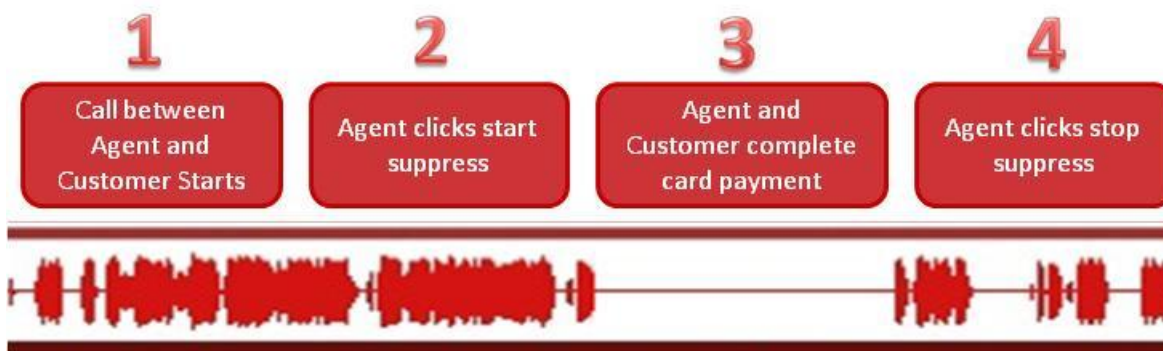 1
Call between
Agent and
Customer Starts
2
Agent clicks start
suppress
3
Agent and
Customer complete
card payment
4
Agent clicks stop
suppress